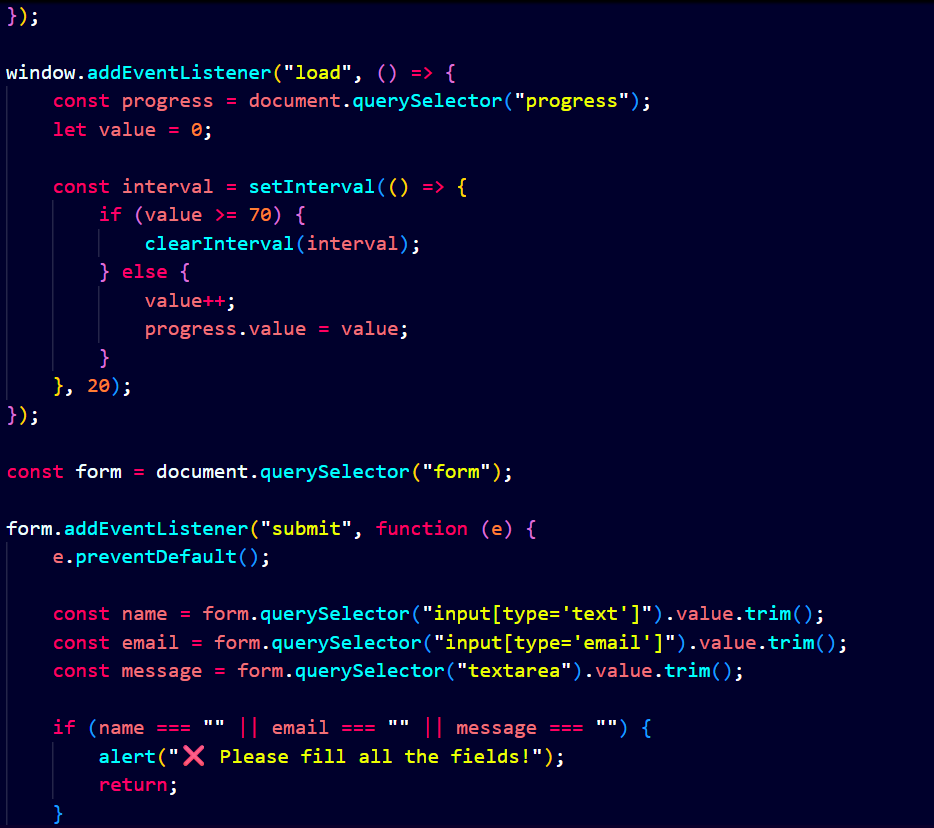 });
window.addEventListener("load", () => {
    const progress = document.querySelector("progress");
    let value = 0;
    const interval = setInterval(() => {
        if (value >= 70) {
            clearInterval(interval);
        } else {
            value++;
            progress.value = value;
        }
    }, 20);
});
const form = document.querySelector("form");
form.addEventListener("submit", function (e) {
    e.preventDefault();
    const name = form.querySelector("input[type='text']").value.trim();
    const email = form.querySelector("input[type='email']").value.trim();
    const message = form.querySelector("textarea").value.trim();
    if (name === "" || email === "" || message === "") {
        alert("❌ Please fill all the fields!");
        return;
    }